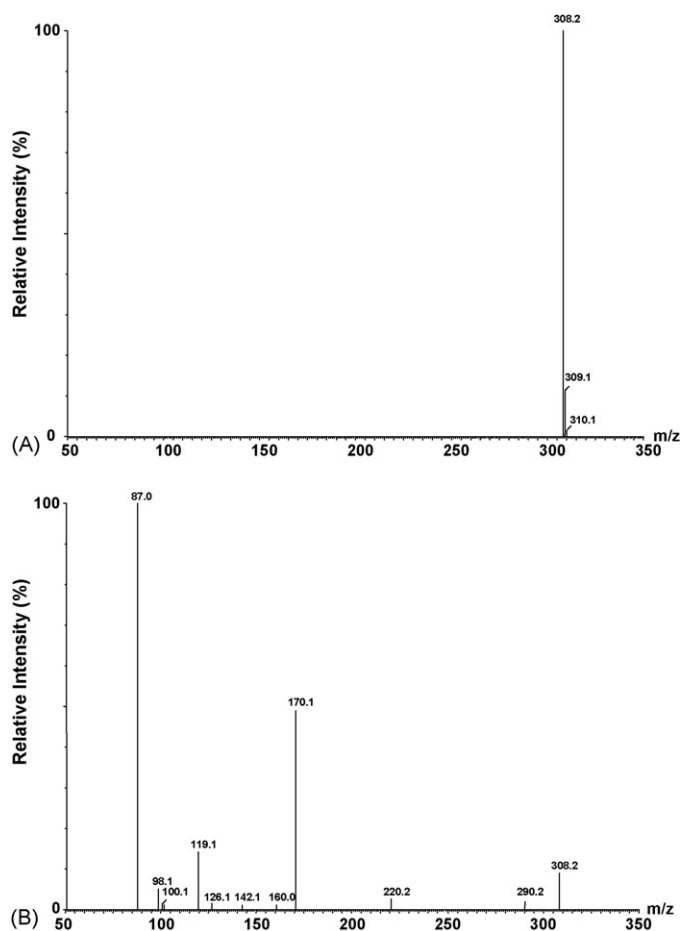 308.2
100
Relative Intensity (%)
309.1
310.1
0
(A)
50 100 150 200 250 300 350
m/z
87.0
100
Relative Intensity (%)
170.1
119.1
98.1
100.1
126.1 142.1 160.0
220.2
290.2
308.2
0
(B)
50 100 150 200 250 300 350
m/z